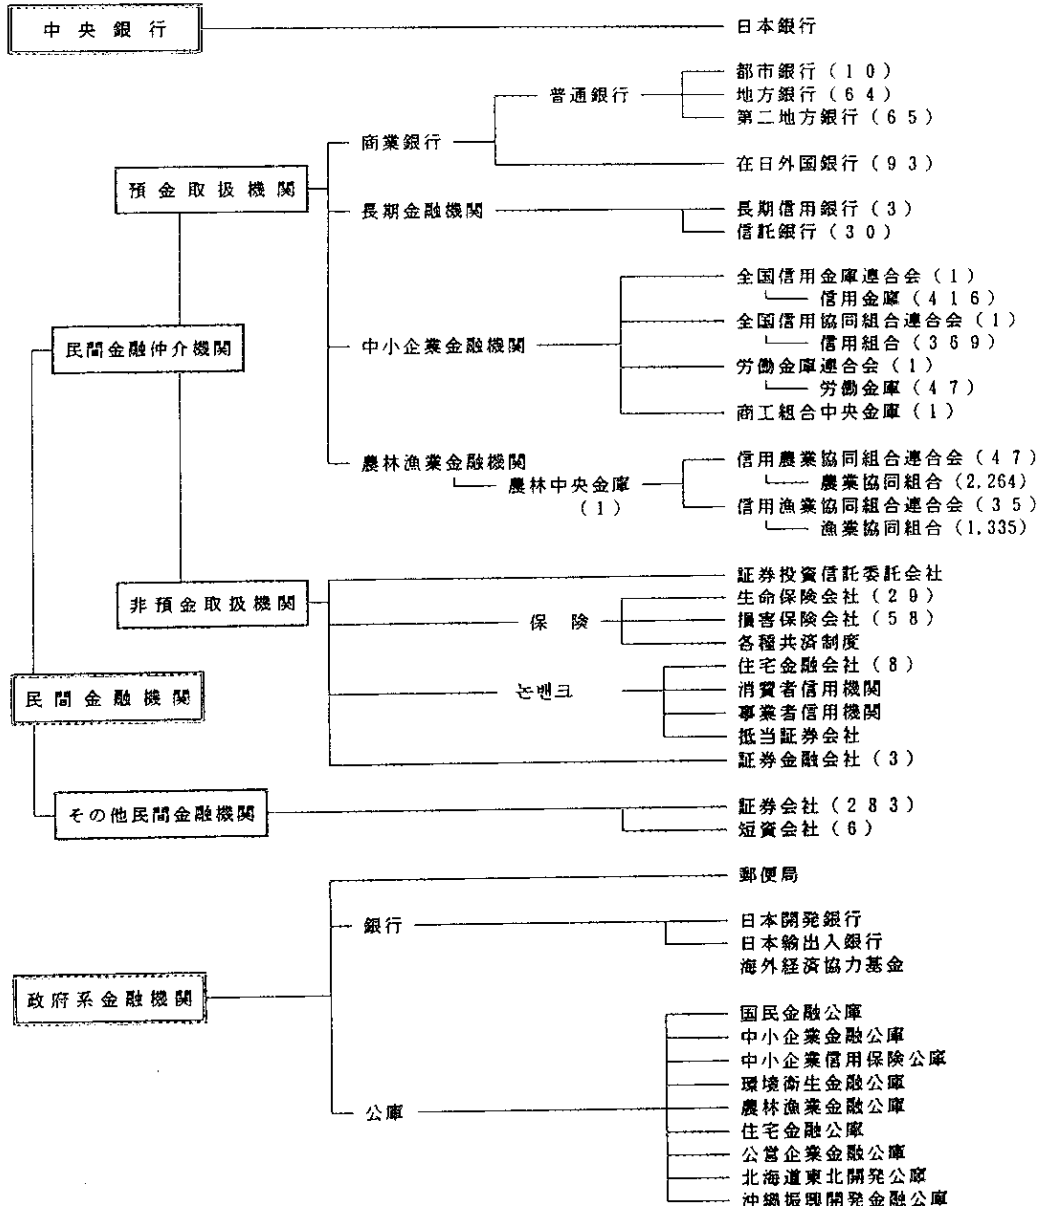 中央銀行 日本銀行
都市銀行（10）
普通銀行 地方銀行（64）
第二地方銀行（65）
商業銀行
在日外国銀行（93）
預金取扱機関
長期金融機関 長期信用銀行（3）
信託銀行（30）
全国信用金庫連合会（1）
信用金庫（416）
全国信用協同組合連合会（1）
民間金融仲介機関 中小企業金融機関 信用組合（369）
労働金庫連合会（1）
労働金庫（47）
商工組合中央金庫（1）
農林漁業金融機関 信用農業協同組合連合会（47）
農林中央金庫 農業協同組合（2,264）
（1） 信用漁業協同組合連合会（35）
漁業協同組合（1,335）
証券投資信託委託会社
非預金取扱機関 生命保険会社（29）
保険 損害保険会社（58）
各種共済制度
住宅金融会社（8）
民間金融機関 논밴크 消費者信用機関
事業者信用機関
抵当証券会社
証券金融会社（3）
その他民間金融機関 証券会社（283）
短資会社（6）
郵便局
銀行 日本開発銀行
日本輸出入銀行
海外経済協力基金
政府系金融機関
国民金融公庫
中小企業金融公庫
中小企業信用保険公庫
環境衛生金融公庫
公庫 農林漁業金融公庫
住宅金融公庫
公営企業金融公庫
北海道東北開発公庫
沖縄振興開発金融公庫